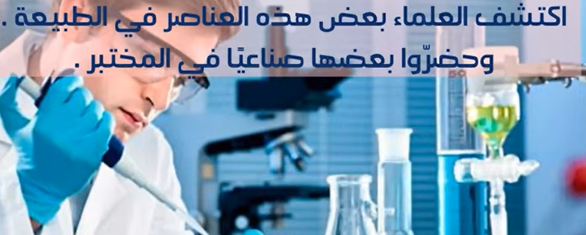 اكتشف العلماء بعض هذه العناصر في الطبيعة .
وحضرّوا بعضها صناعيًا في المختبر .